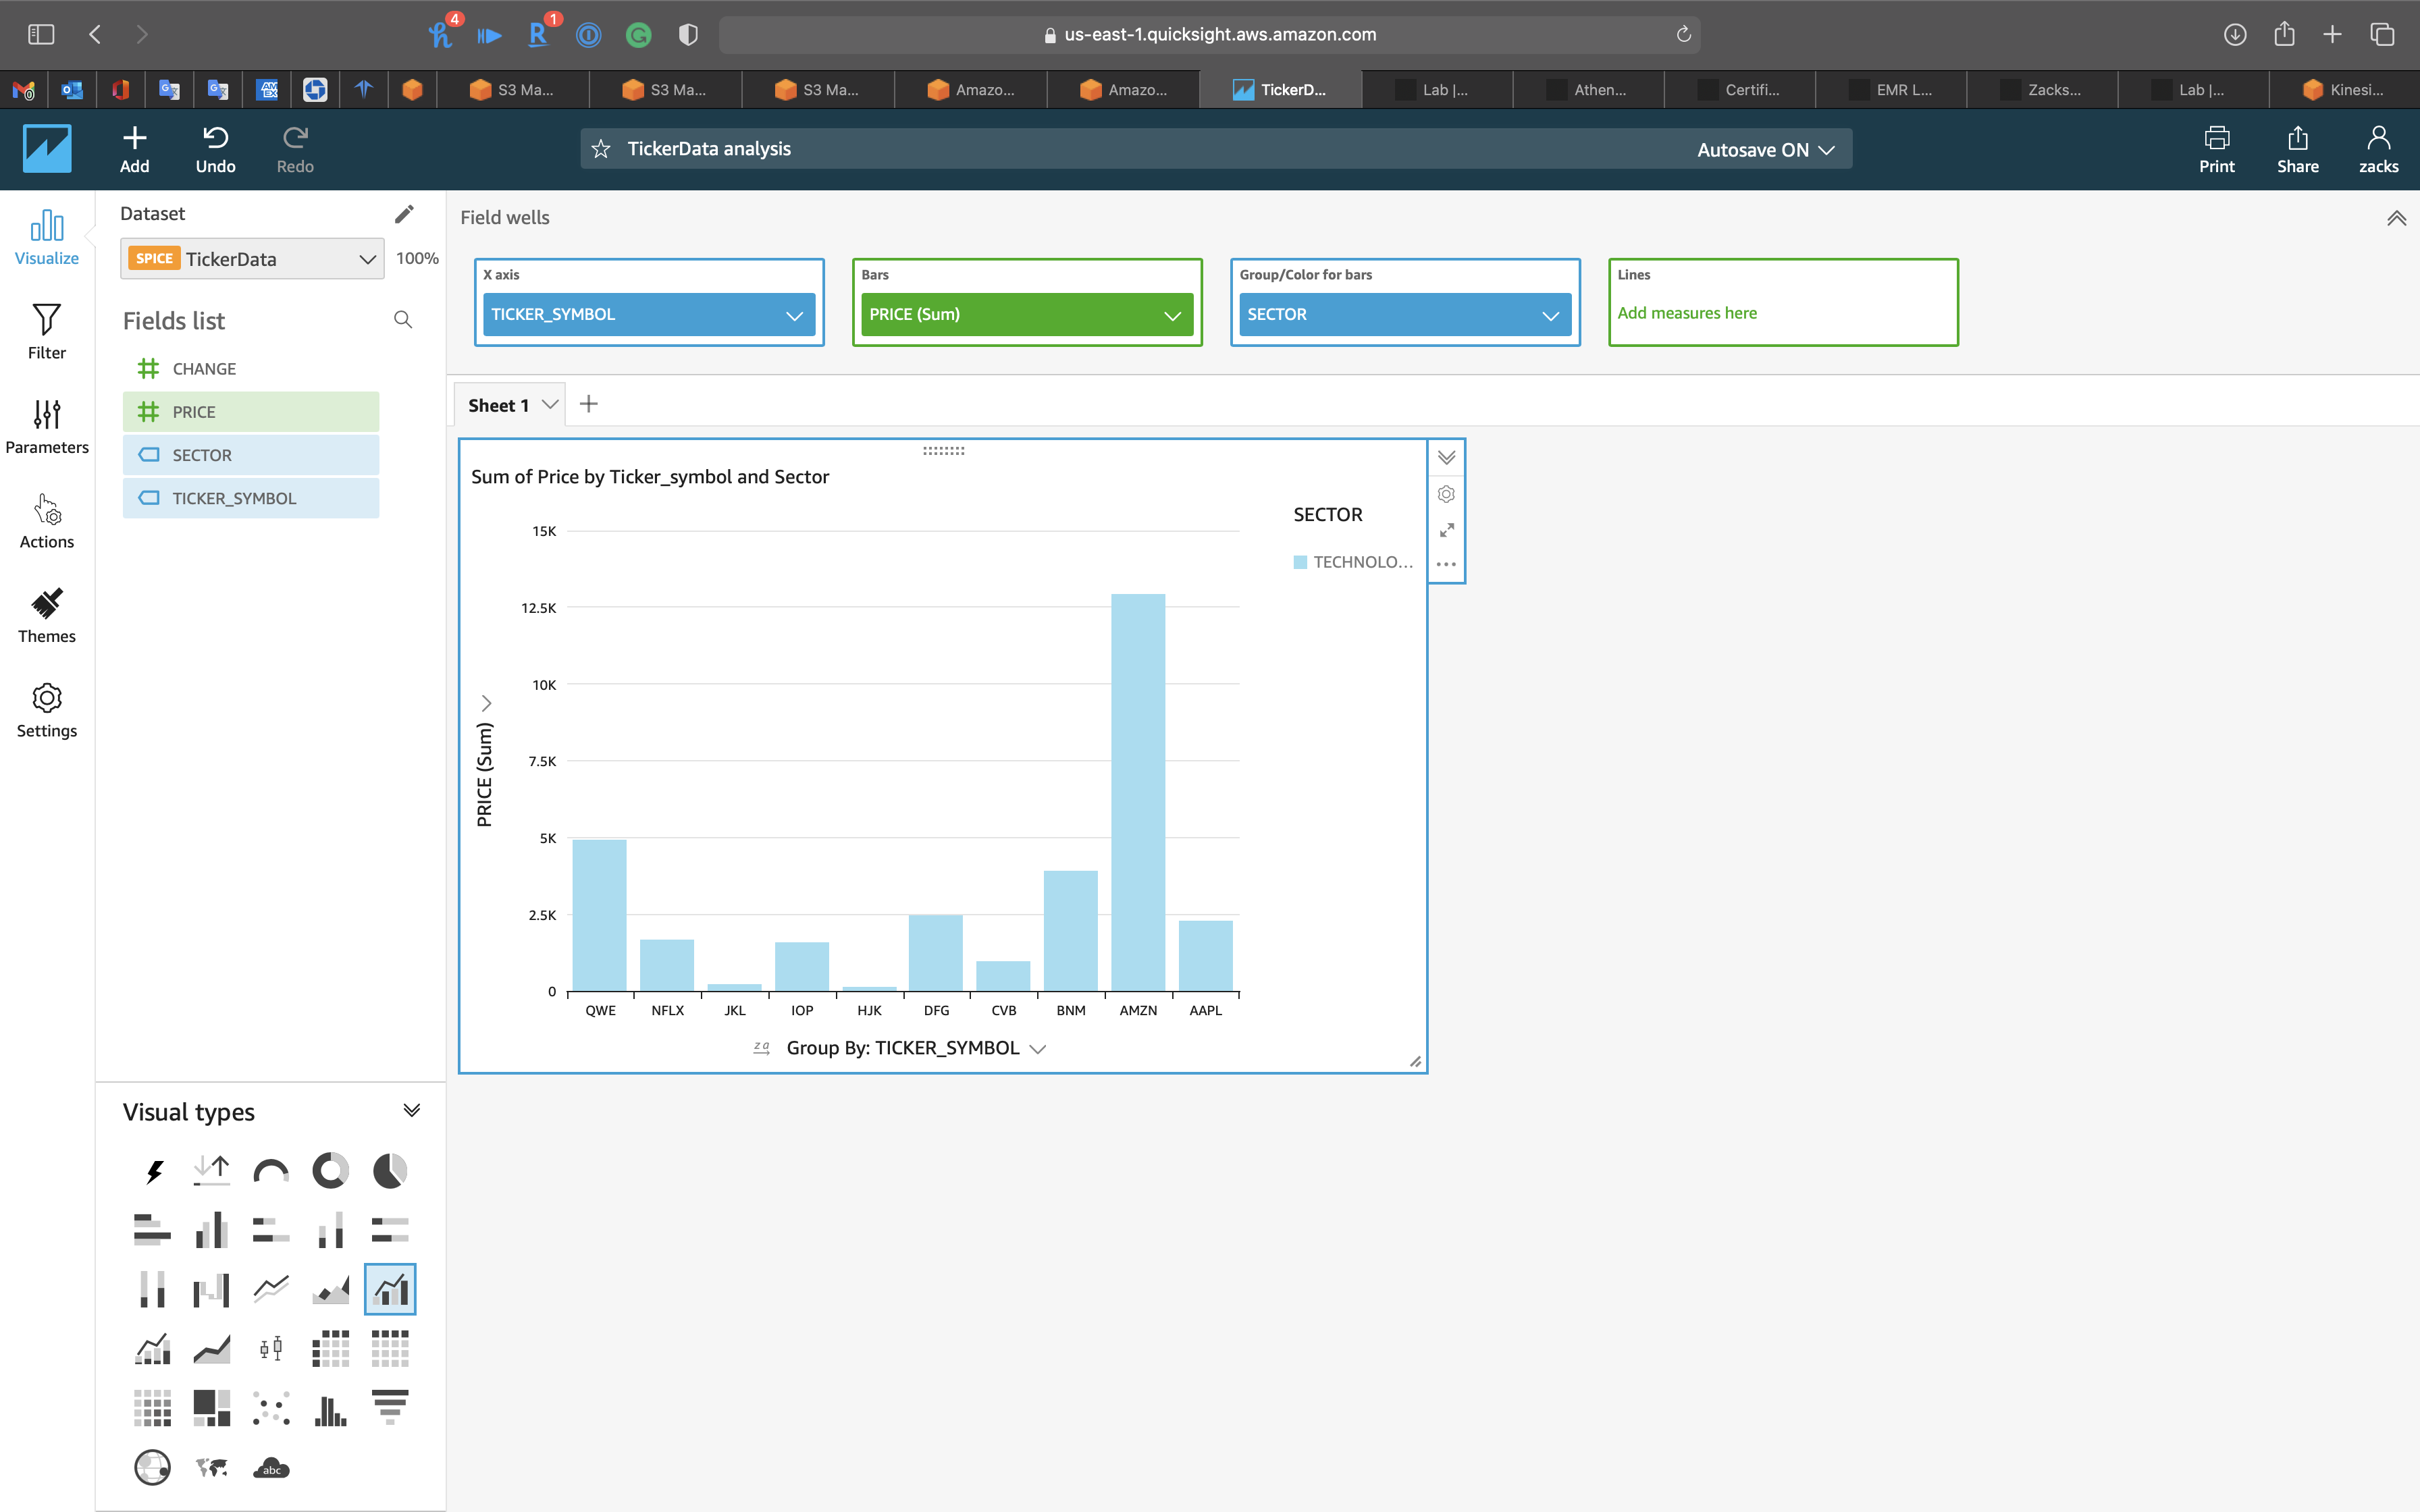 4
1
us-east-1.quicksight.aws.amazon.com
S3 Ma...
S3 Ma...
S3 Ma...
Amazo...
Amazo...
TickerD...
Lab |...
Athen...
Certifi...
EMR L...
Zacks...
Lab |...
Kinesi...
Add
Undo
Redo
TickerData analysis
Autosave ON
Print
Share
zacks
Visualize
Filter
Parameters
Actions
Themes
Settings
Dataset
SPICE TickerData
100%
Fields list
CHANGE
PRICE
SECTOR
TICKER_SYMBOL
Field wells
X axis
TICKER_SYMBOL
Bars
PRICE (Sum)
Group/Color for bars
SECTOR
Lines
Add measures here
Sheet 1
Sum of Price by Ticker_symbol and Sector
SECTOR
TECHNOLO...
PRICE (Sum)
15K
12.5K
10K
7.5K
5K
2.5K
0
QWE NFLX JKL IOP HJK DFG CVB BNM AMZN AAPL
za
Group By: TICKER_SYMBOL
Visual types
abc